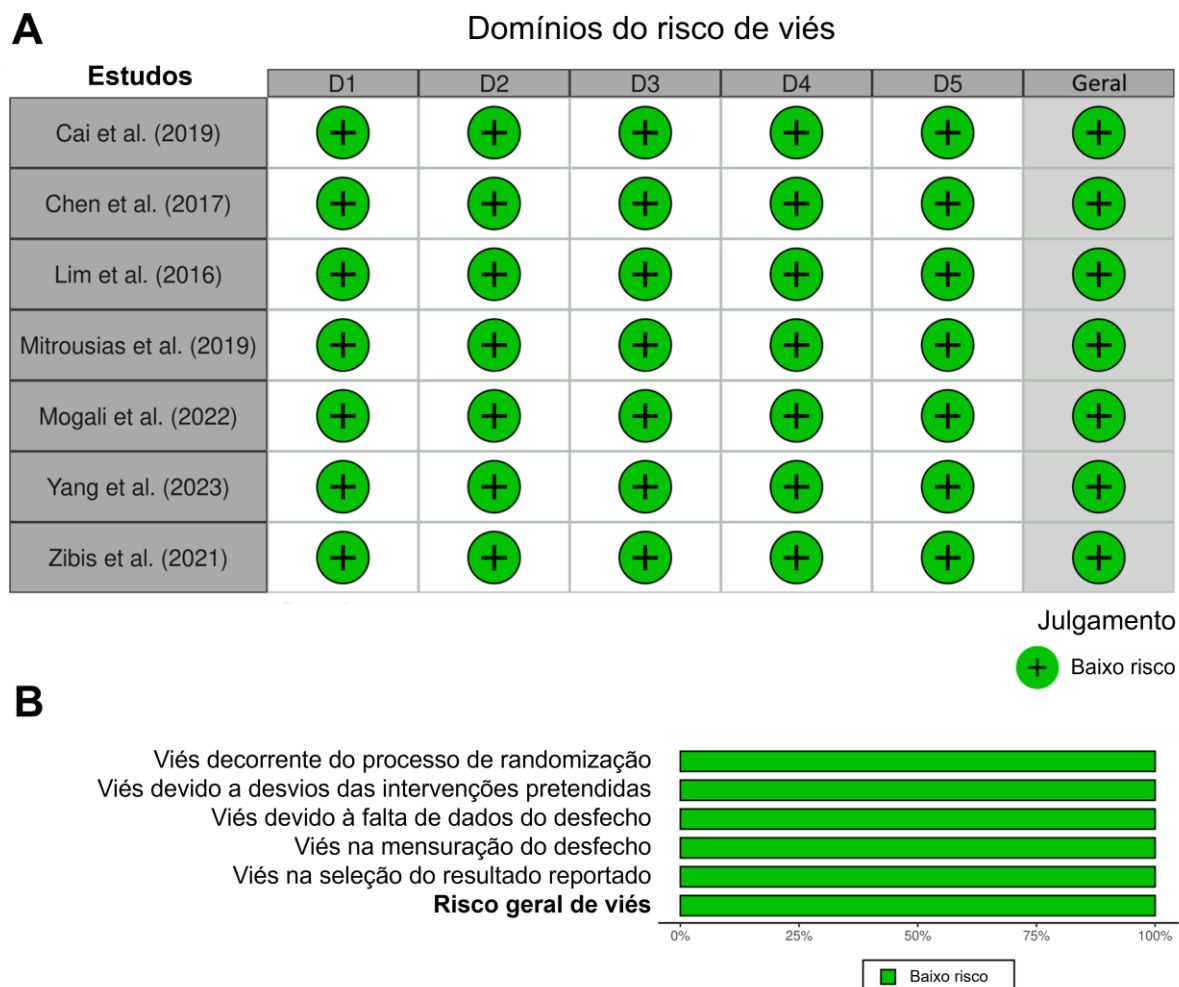 A
Domínios do risco de viés
Estudos D1 D2 D3 D4 D5 Geral
Cai et al. (2019) + + + + + +
Chen et al. (2017) + + + + + +
Lim et al. (2016) + + + + + +
Mitrousias et al. (2019) + + + + + +
Mogali et al. (2022) + + + + + +
Yang et al. (2023) + + + + + +
Zibis et al. (2021) + + + + + +
Julgamento
+ Baixo risco
B
Viés decorrente do processo de randomização
Viés devido a desvios das intervenções pretendidas
Viés devido à falta de dados do desfecho
Viés na mensuração do desfecho
Viés na seleção do resultado reportado
Risco geral de viés
0% 25% 50% 75% 100%
Baixo risco